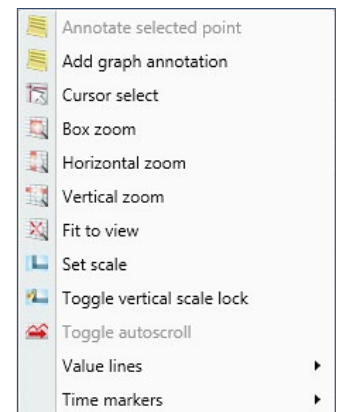 Annotate selected point
Add graph annotation
Cursor select
Box zoom
Horizontal zoom
Vertical zoom
Fit to view
Set scale
Toggle vertical scale lock
Toggle autoscroll
Value lines
Time markers